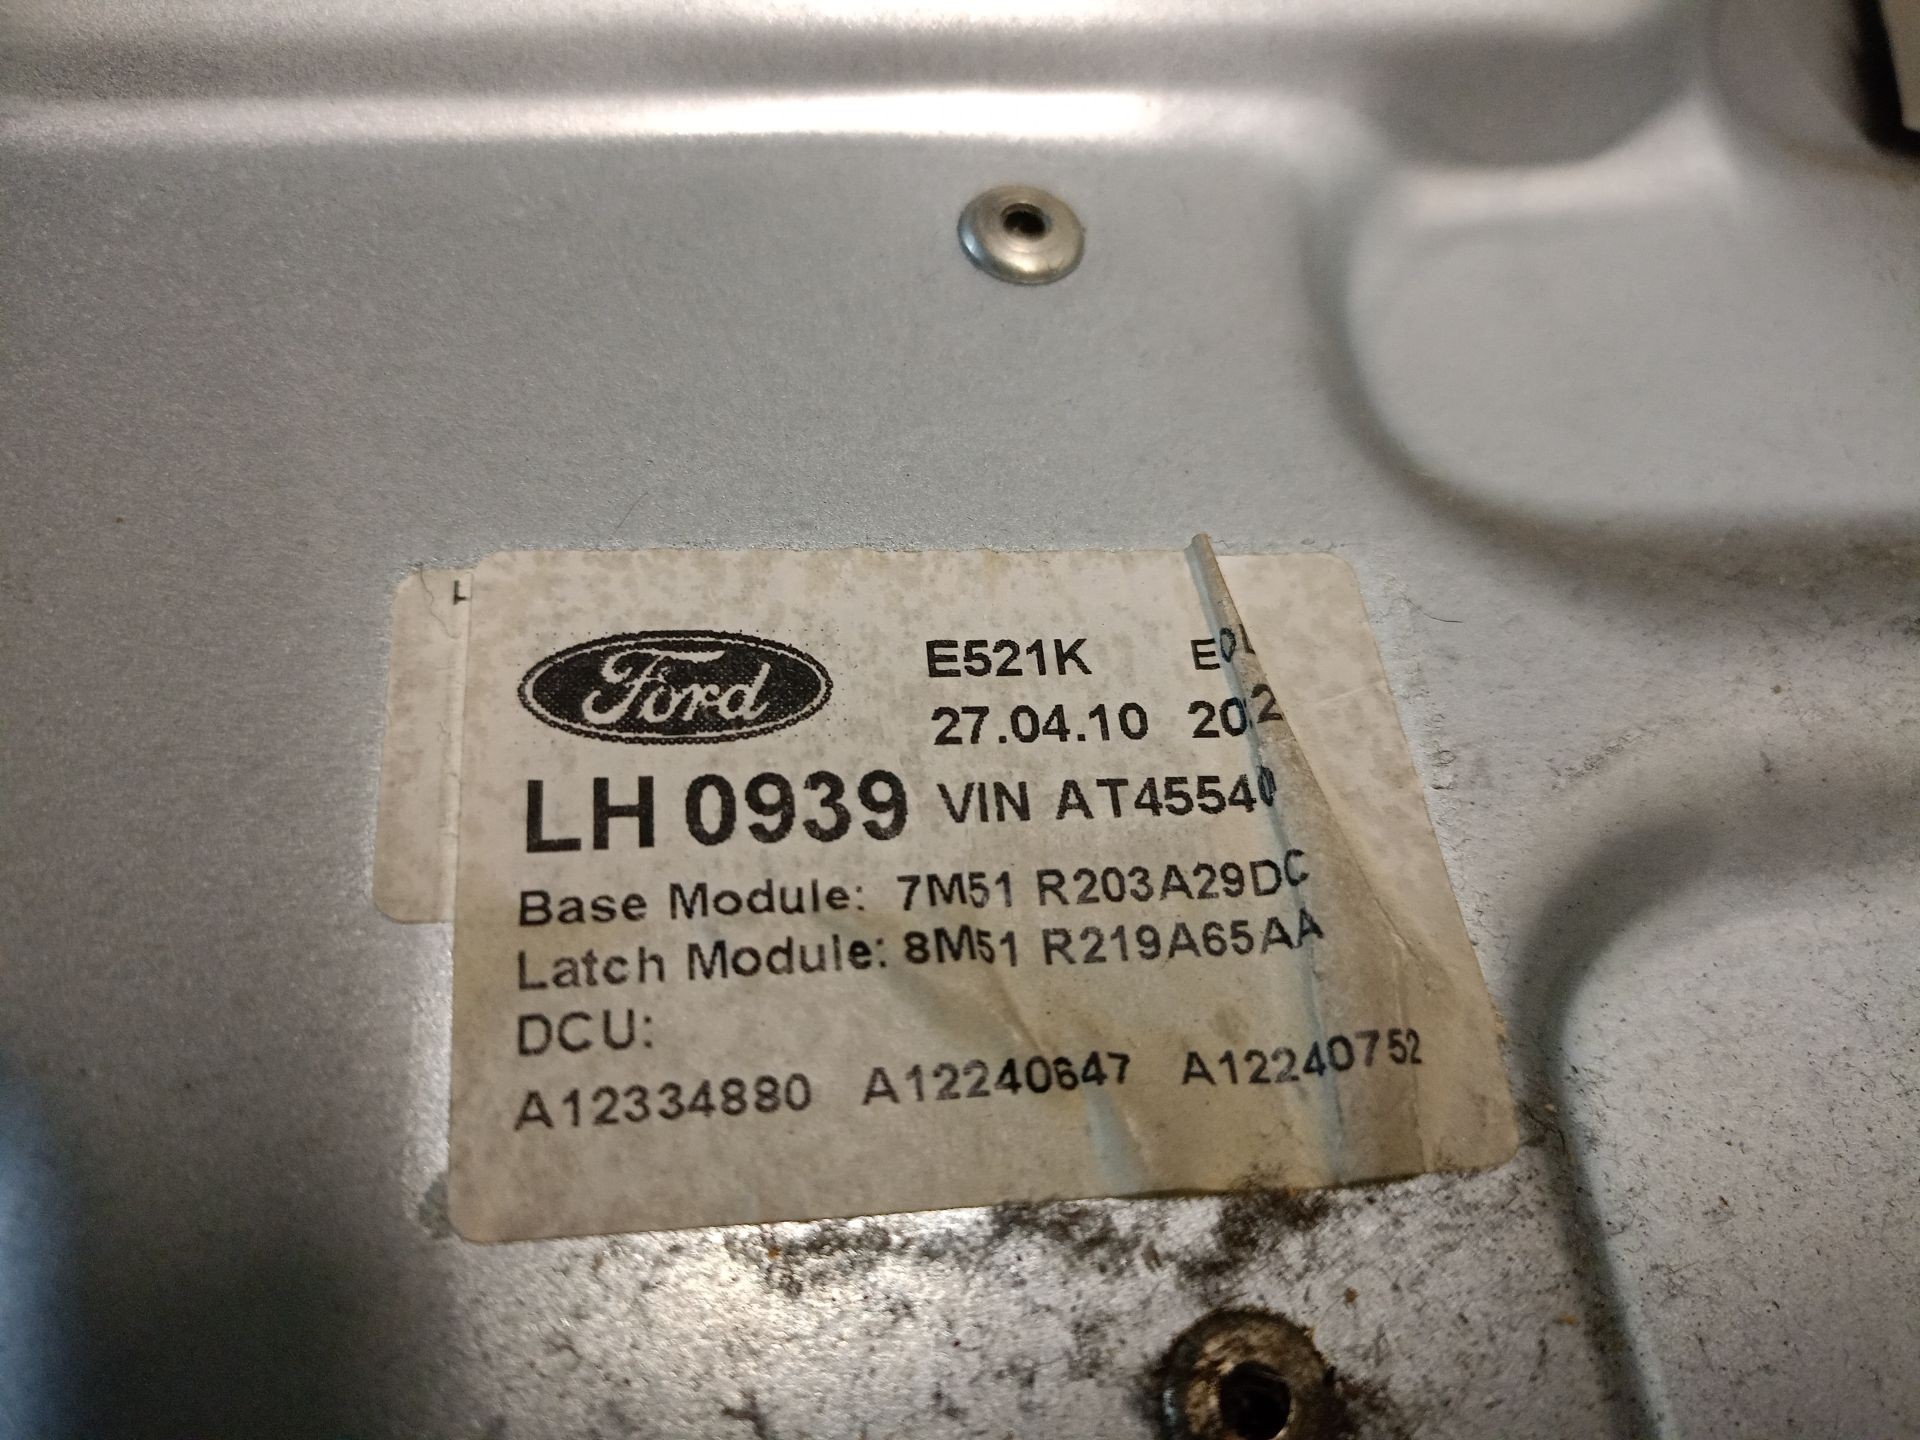 Ford
E521K
27.04.10
LH 0939 VIN AT45540
Base Module: 7M51 R203A29DC
Latch Module: 8M51 R219A65AA
DCU:
A12334880 A12240647 A12240752